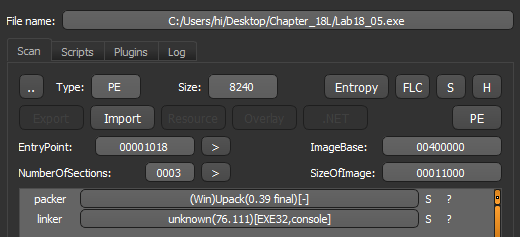 File name: C:/Users/hi/Desktop/Chapter_18L/Lab18_05.exe
Scan Scripts Plugins Log
.. Type: PE Size: 8240 Entropy FLC S H
Export Import Resource Overlay .NET PE
EntryPoint: 00001018 > ImageBase: 00400000
NumberOfSections: 0003 > SizeOfImage: 00011000
packer (Win)Upack(0.39 final)[-] S ?
linker unknown(76.111)[EXE32,console] S ?